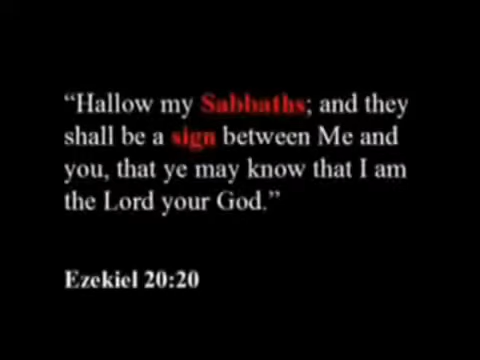 “Hallow my Sabbaths; and they
shall be a sign between Me and
you, that ye may know that I am
the Lord your God.”
Ezekiel 20:20